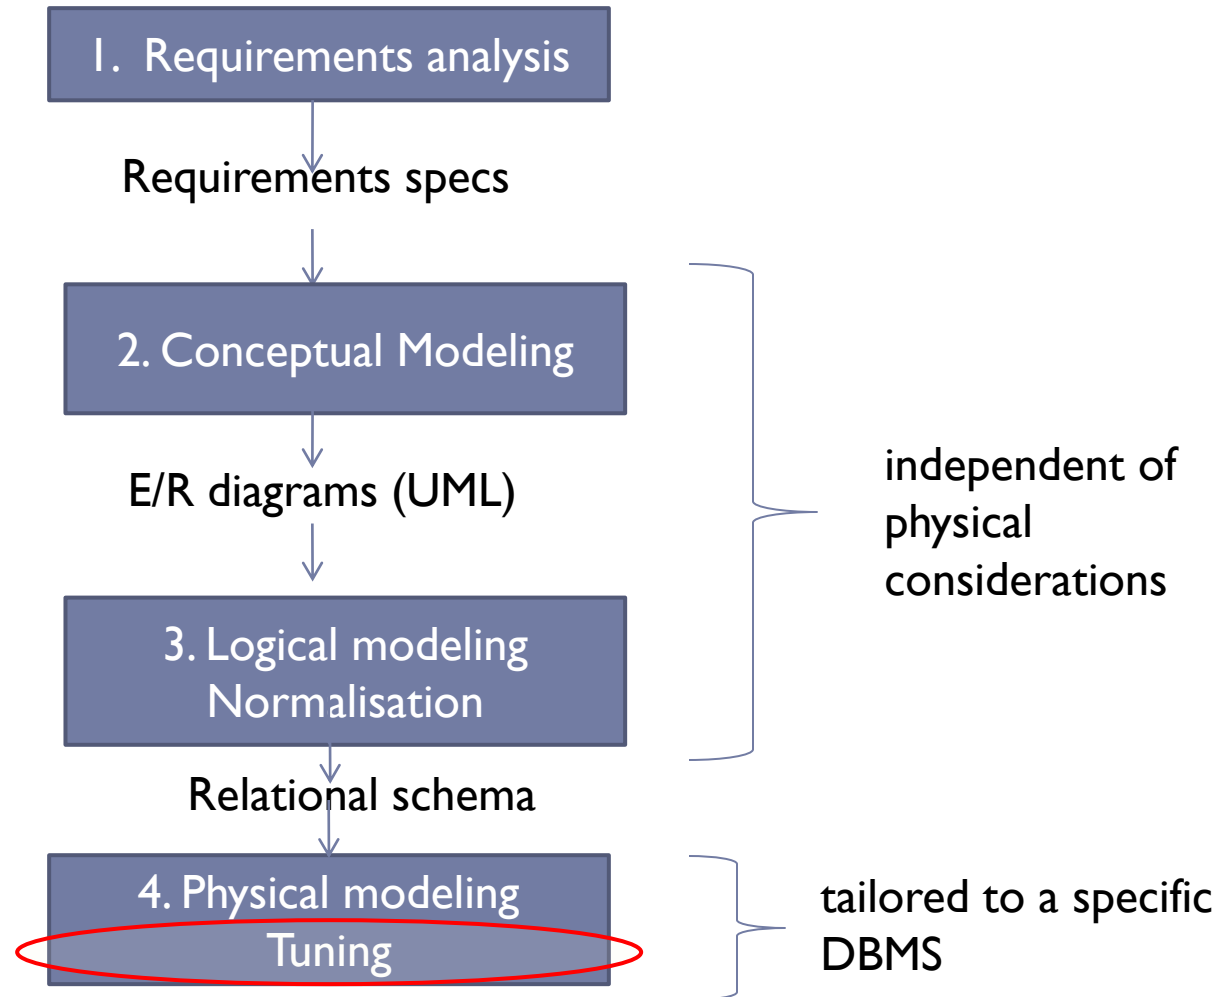 1. Requirements analysis
Requirements specs
2. Conceptual Modeling
E/R diagrams (UML)
independent of
physical
considerations
3. Logical modeling
Normalisation
Relational schema
4. Physical modeling
Tuning
tailored to a specific
DBMS